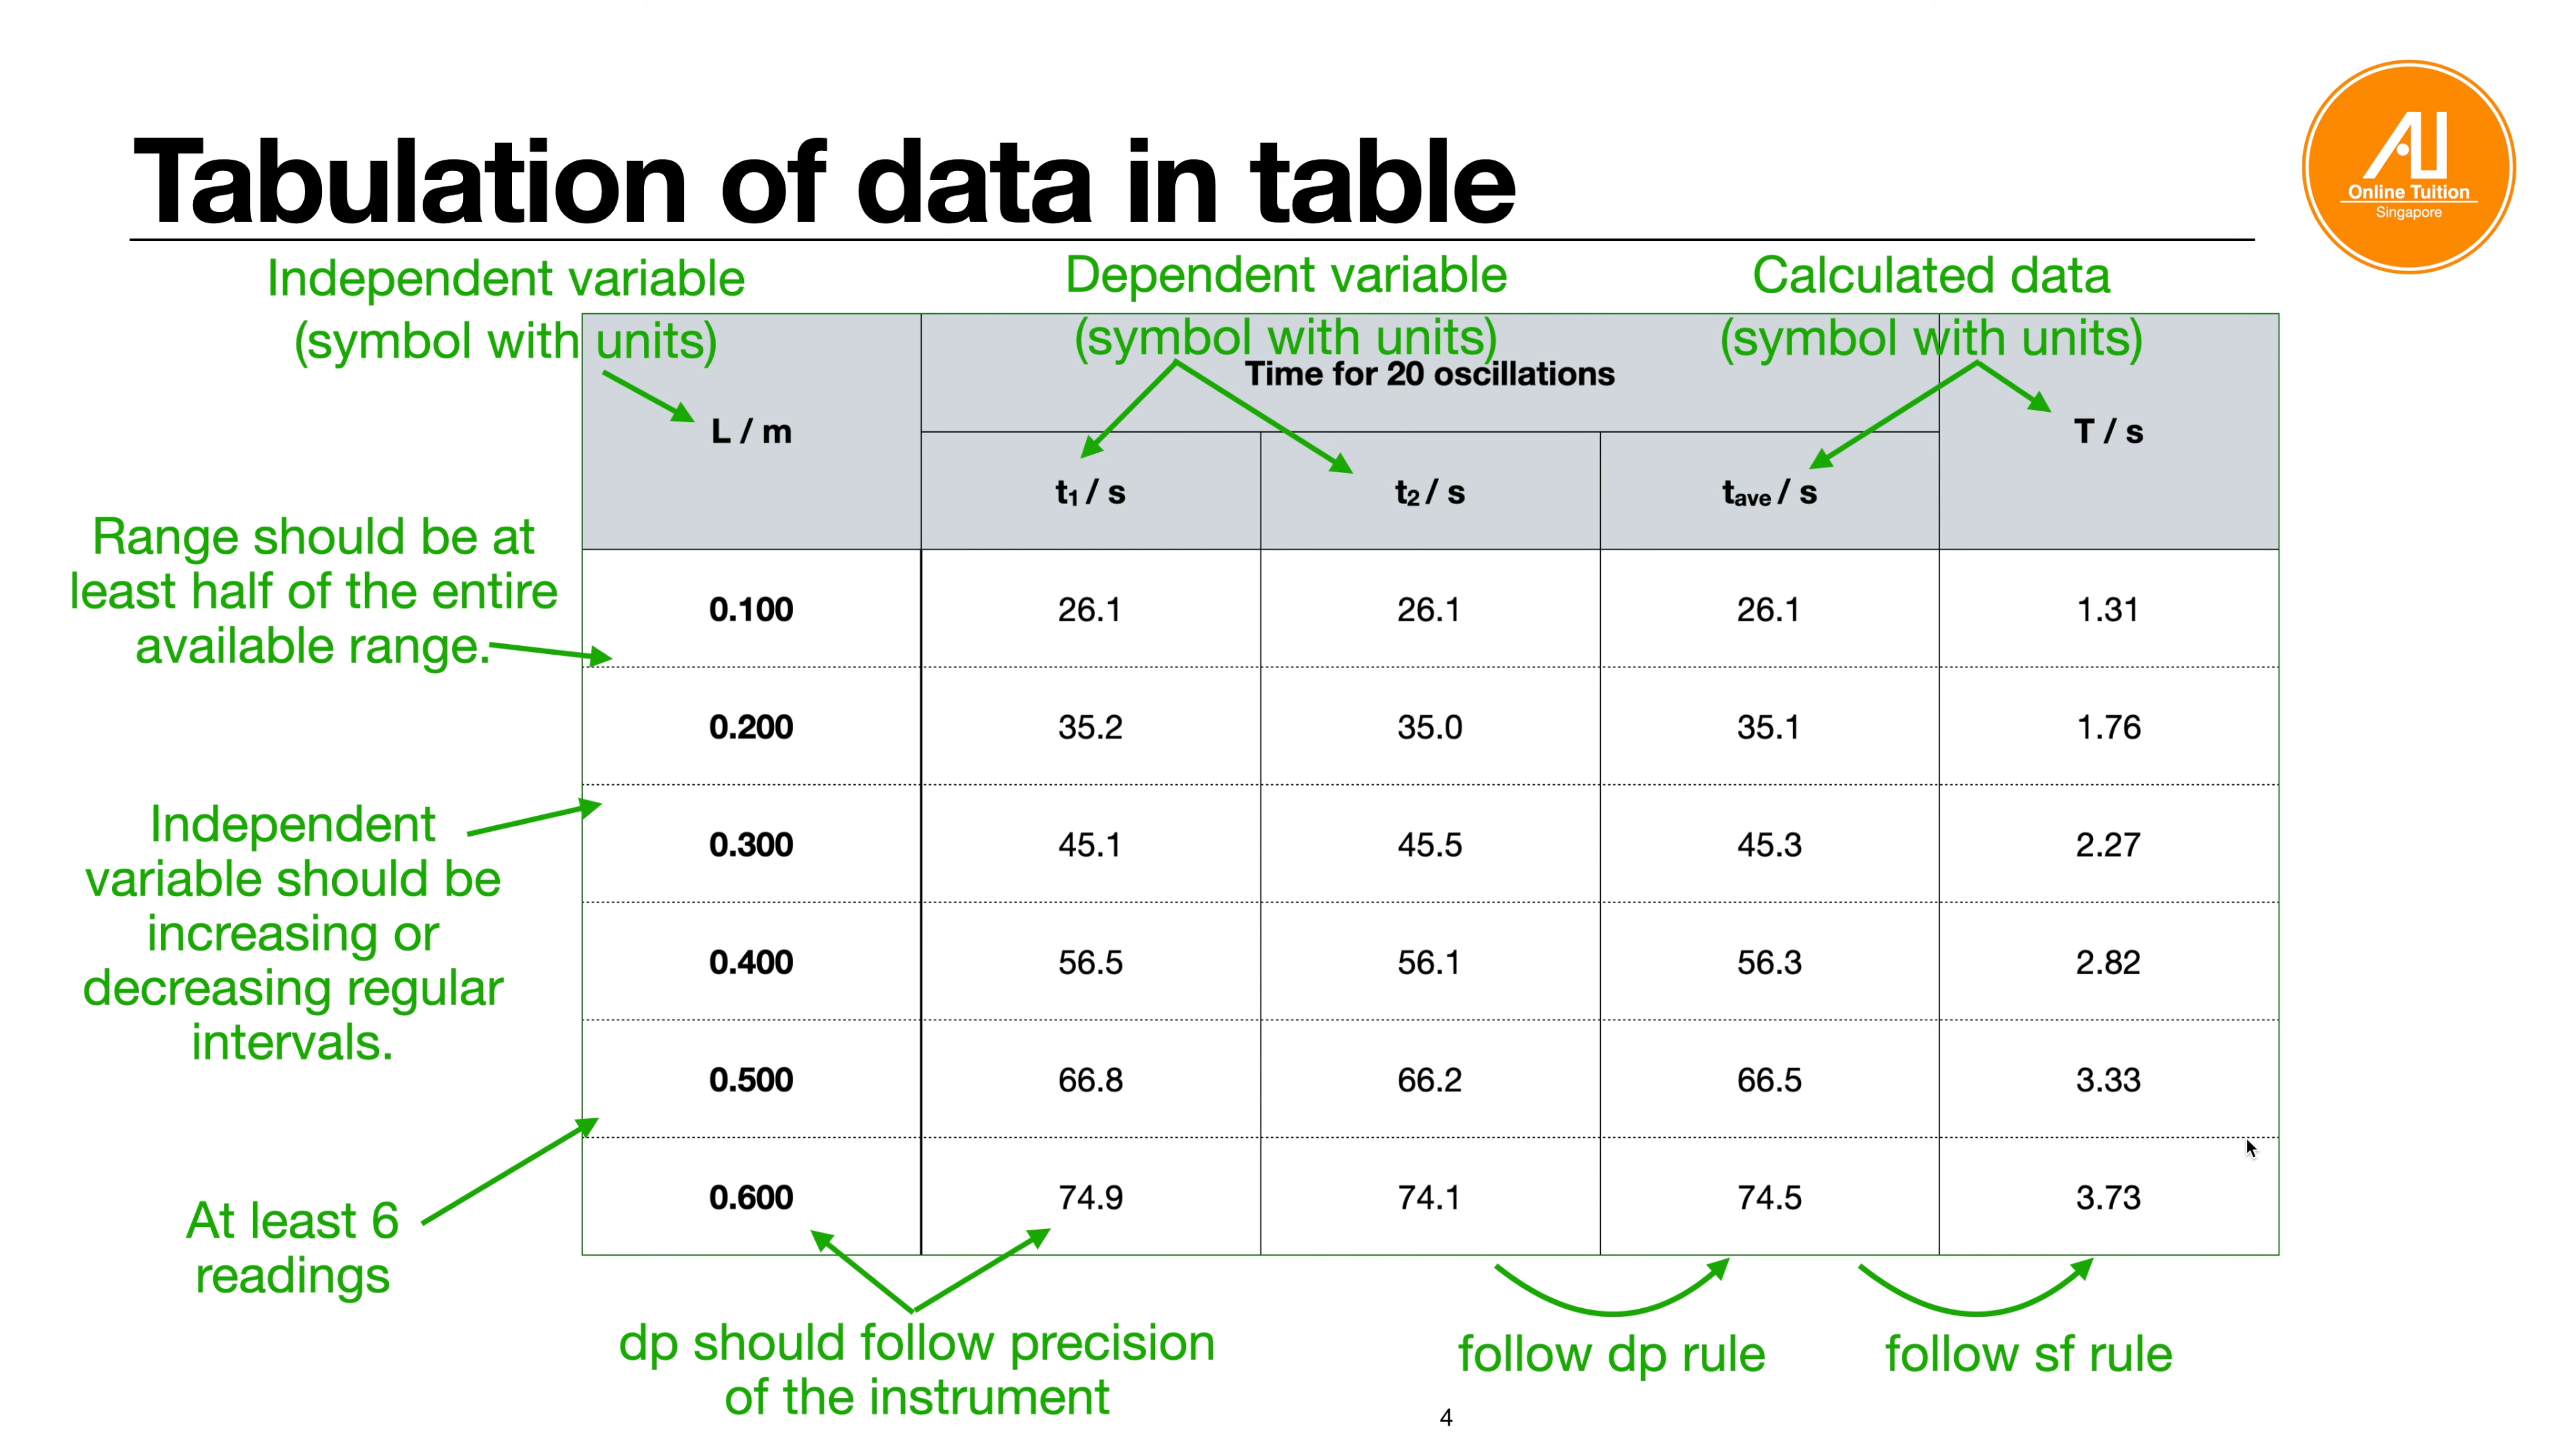 Tabulation of data in table
AU
Online Tuition
Singapore
Independent variable
(symbol with units)
Dependent variable
(symbol with units)
Calculated data
(symbol with units)
Time for 20 oscillations
L / m
T / s
t₁ / s
t₂ / s
tave / s
Range should be at
least half of the entire
available range.
0.100 26.1 26.1 26.1 1.31
0.200 35.2 35.0 35.1 1.76
Independent
variable should be
increasing or
decreasing regular
intervals.
0.300 45.1 45.5 45.3 2.27
0.400 56.5 56.1 56.3 2.82
0.500 66.8 66.2 66.5 3.33
0.600 74.9 74.1 74.5 3.73
At least 6
readings
dp should follow precision
of the instrument
follow dp rule
follow sf rule
4